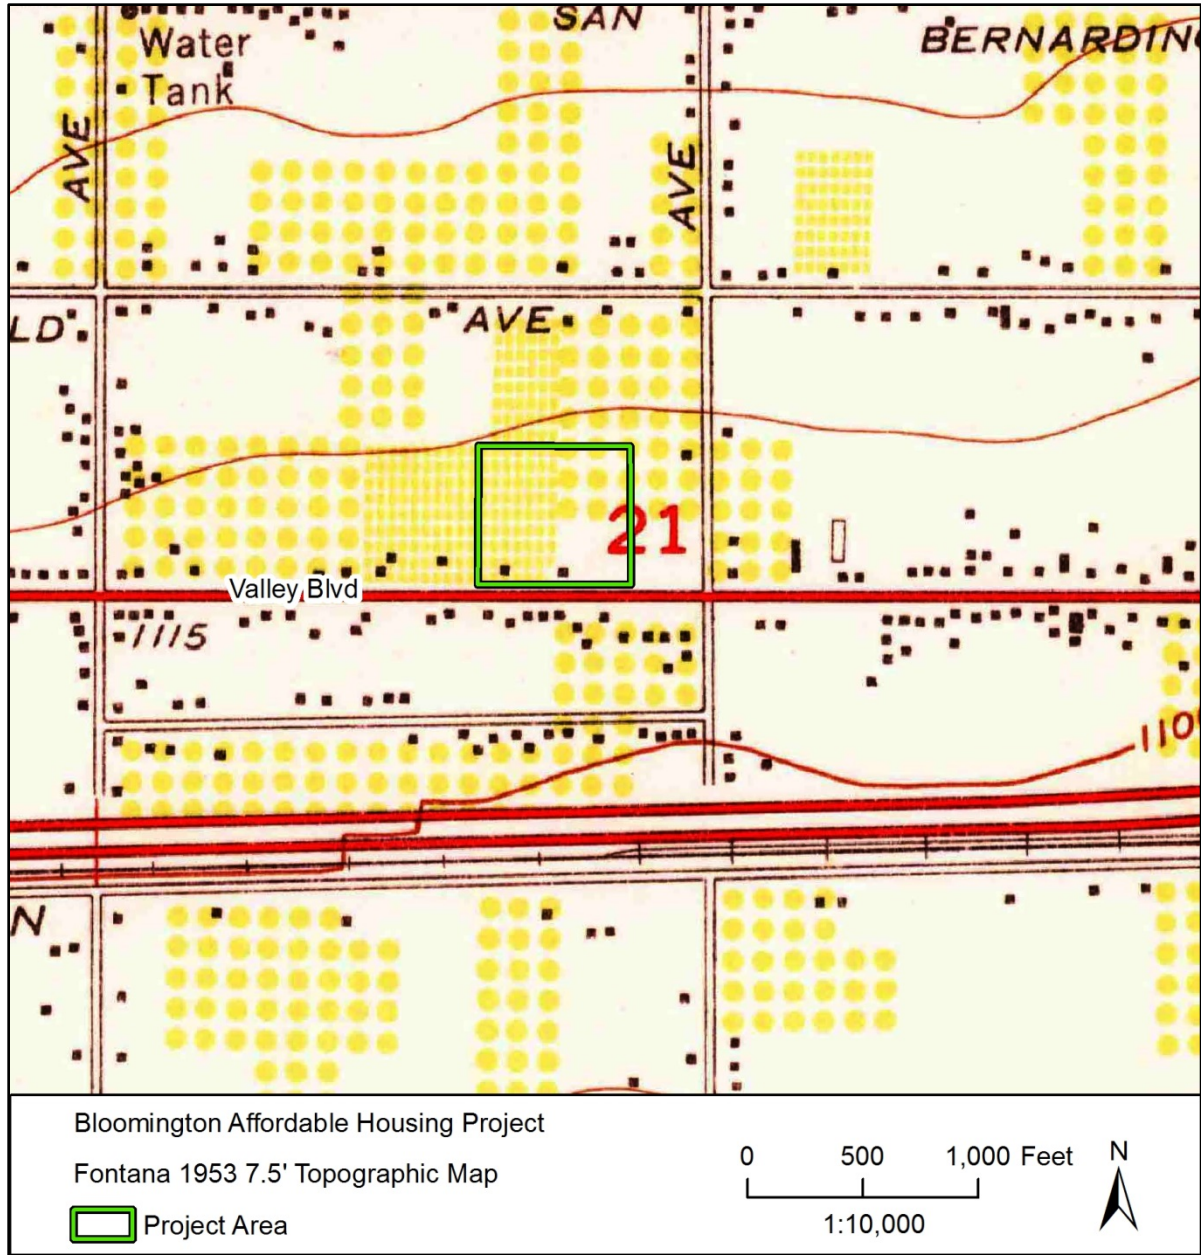 SAN
BERNARDINO
Water
Tank
AVE
AVE
LD
AVE
21
Valley Blvd
1115
110
N
Bloomington Affordable Housing Project
Fontana 1953 7.5' Topographic Map
Project Area
0 500 1,000 Feet
1:10,000
N